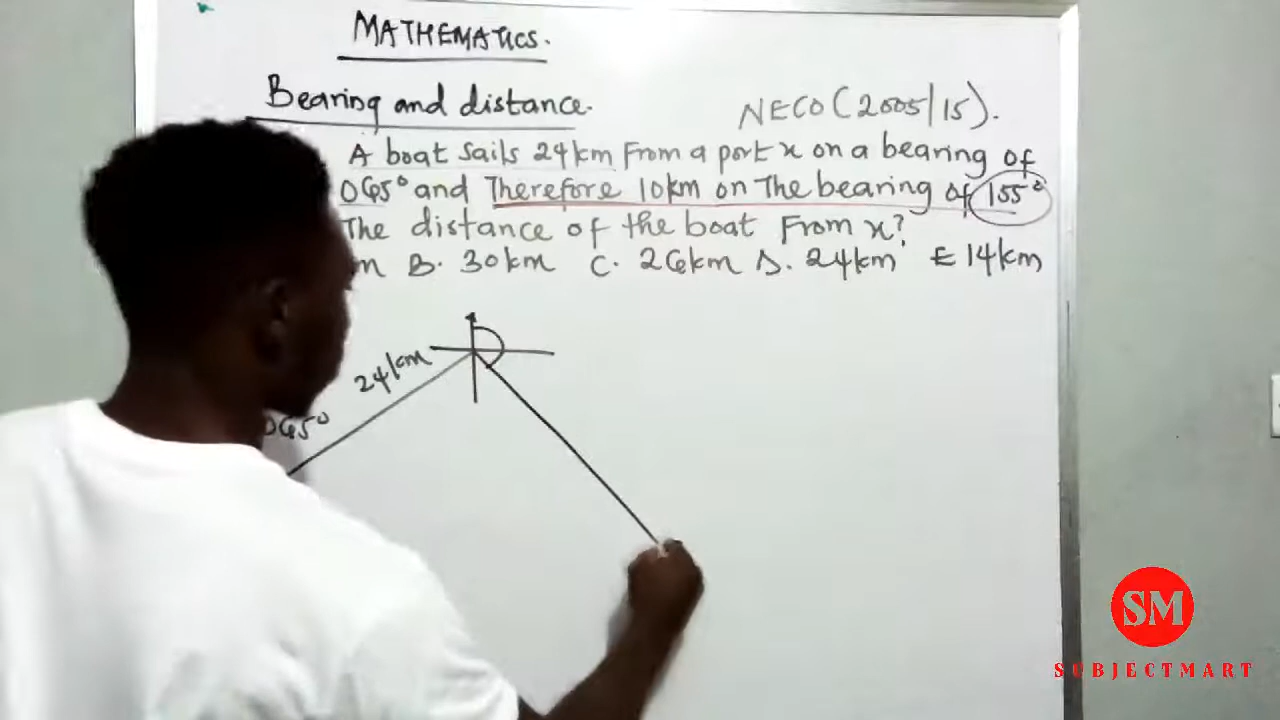 MATHEMATICS.
Bearing and distance.
NECO (2005/15).
A boat sails 24km From a port x on a bearing of
065° and Therefore 10km on The bearing of 155°
The distance of the boat From x?
B. 30km C. 26km D. 24km E 14km
24km
065°
SM
SUBJECTMART